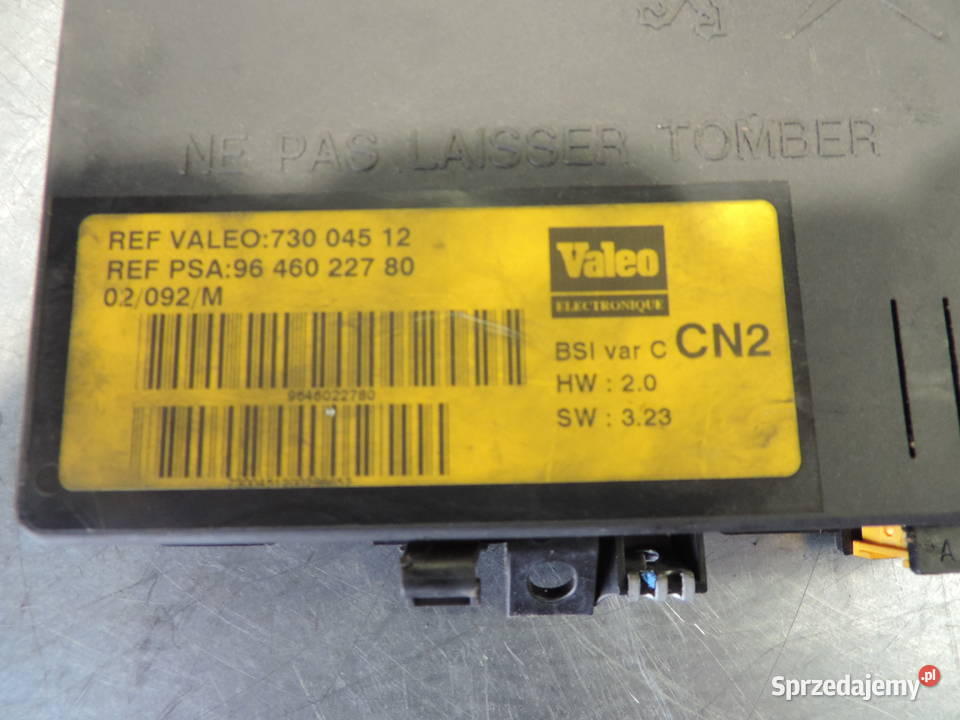 NE PAS LAISSER TOMBER
REF VALEO:730 045 12
REF PSA:96 460 227 80
02/092/M
9646022780
Valeo
ELECTRONIQUE
BSI var C CN2
HW : 2.0
SW : 3.23
A
Sprzedajemy.pl